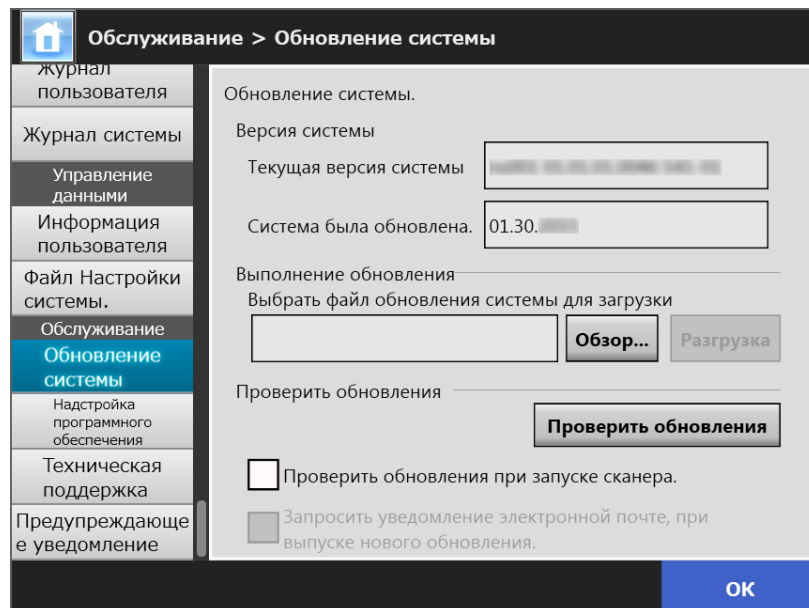 Обслуживание > Обновление системы
Журнал
пользователя
Журнал системы
Управление
данными
Информация
пользователя
Файл Настройки
системы.
Обслуживание
Обновление
системы
Надстройка
программного
обеспечения
Техническая
поддержка
Предупреждающе
е уведомление
Обновление системы.
Версия системы
Текущая версия системы
Система была обновлена. 01.30.
Выполнение обновления
Выбрать файл обновления системы для загрузки
Обзор... Разгрузка
Проверить обновления
Проверить обновления
Проверить обновления при запуске сканера.
Запросить уведомление электронной почте, при
выпуске нового обновления.
ОК